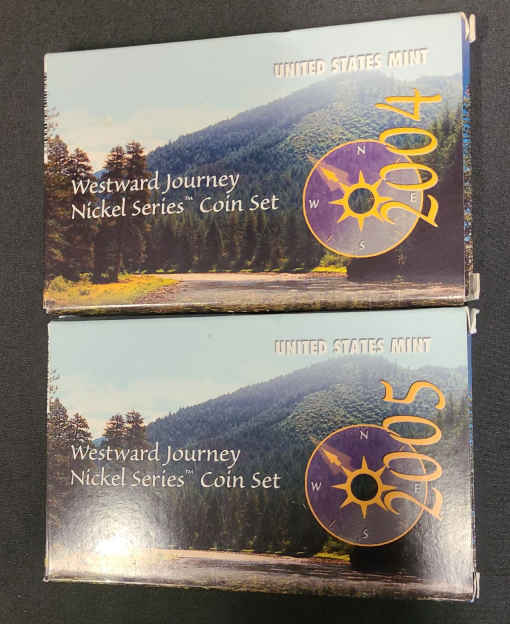 UNITED STATES MINT
2004
Westward Journey
Nickel Series™ Coin Set
N
W
E
S
UNITED STATES MINT
2005
Westward Journey
Nickel Series™ Coin Set
N
W
E
S